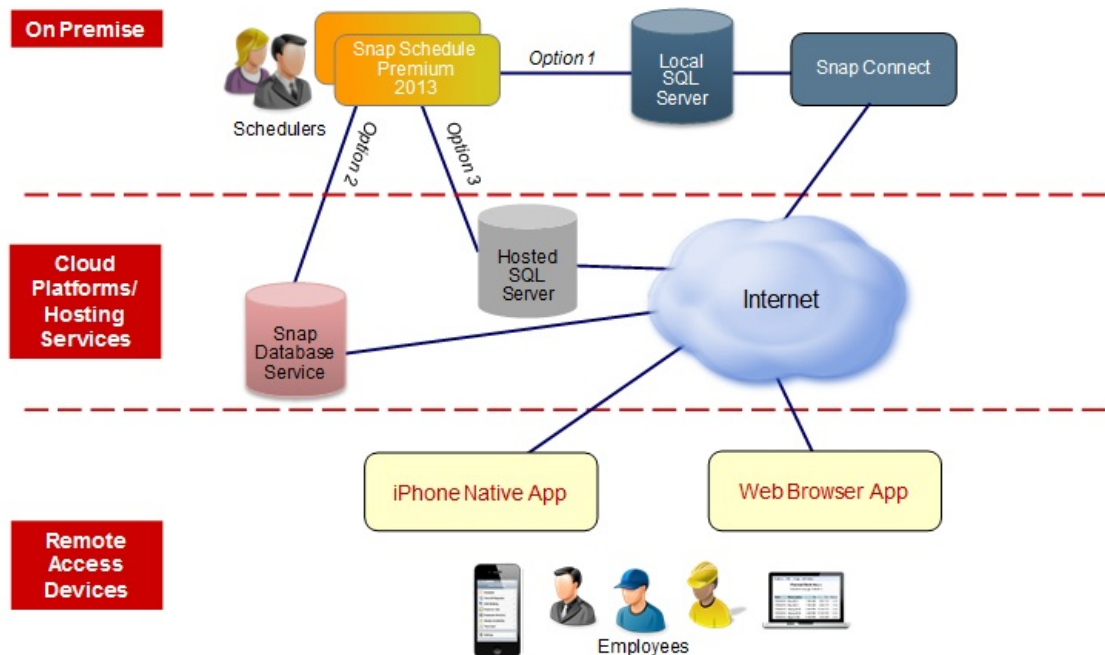 On Premise
Snap Schedule
Premium
2013
Option 1
Local
SQL
Server
Snap Connect
Schedulers
Option 2
Option 3
Cloud
Platforms/
Hosting
Services
Hosted
SQL
Server
Internet
Snap
Database
Service
iPhone Native App
Web Browser App
Remote
Access
Devices
Employees